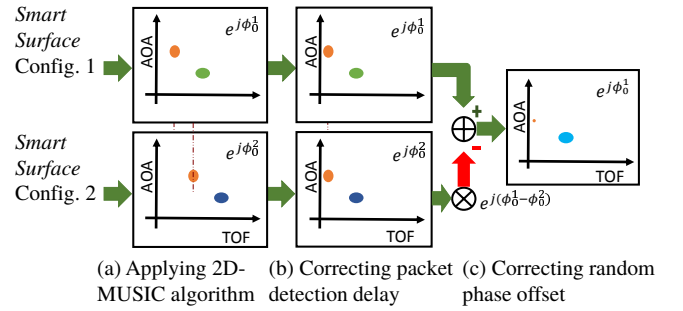 Smart
Surface
Config. 1
AOA
e^{jϕ_0^1}
AOA
e^{jϕ_0^1}
Smart
Surface
Config. 2
AOA
e^{jϕ_0^2}
TOF
AOA
e^{jϕ_0^2}
TOF
+
-
e^{j(ϕ_0^1-ϕ_0^2)}
AOA
e^{jϕ_0^1}
TOF
(a) Applying 2D-
MUSIC algorithm
(b) Correcting packet
detection delay
(c) Correcting random
phase offset